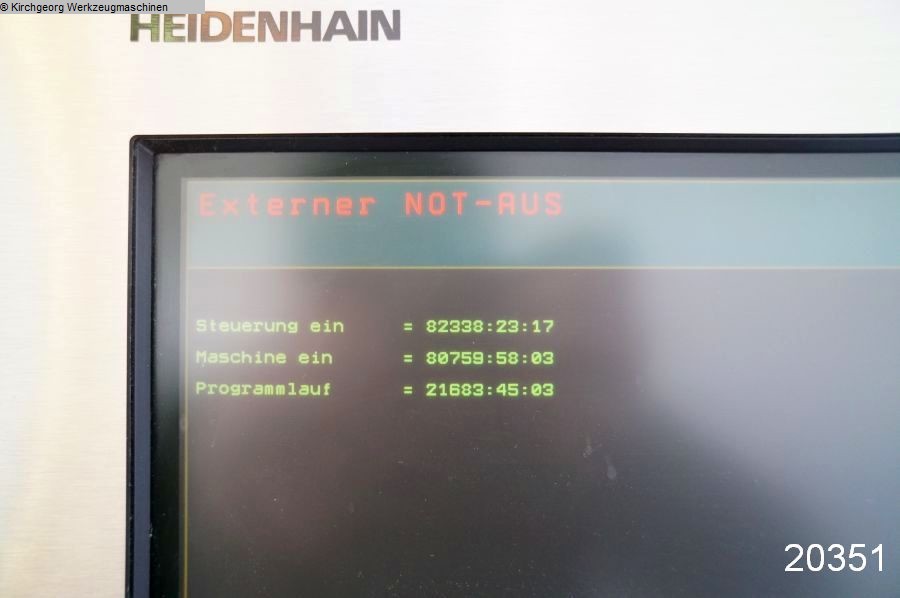 © Kirchgeorg Werkzeugmaschinen
HEIDENHAIN
Externer NOT-AUS
Steuerung ein = 82338:23:17
Maschine ein = 80759:58:03
Programmlauf = 21683:45:03
20351